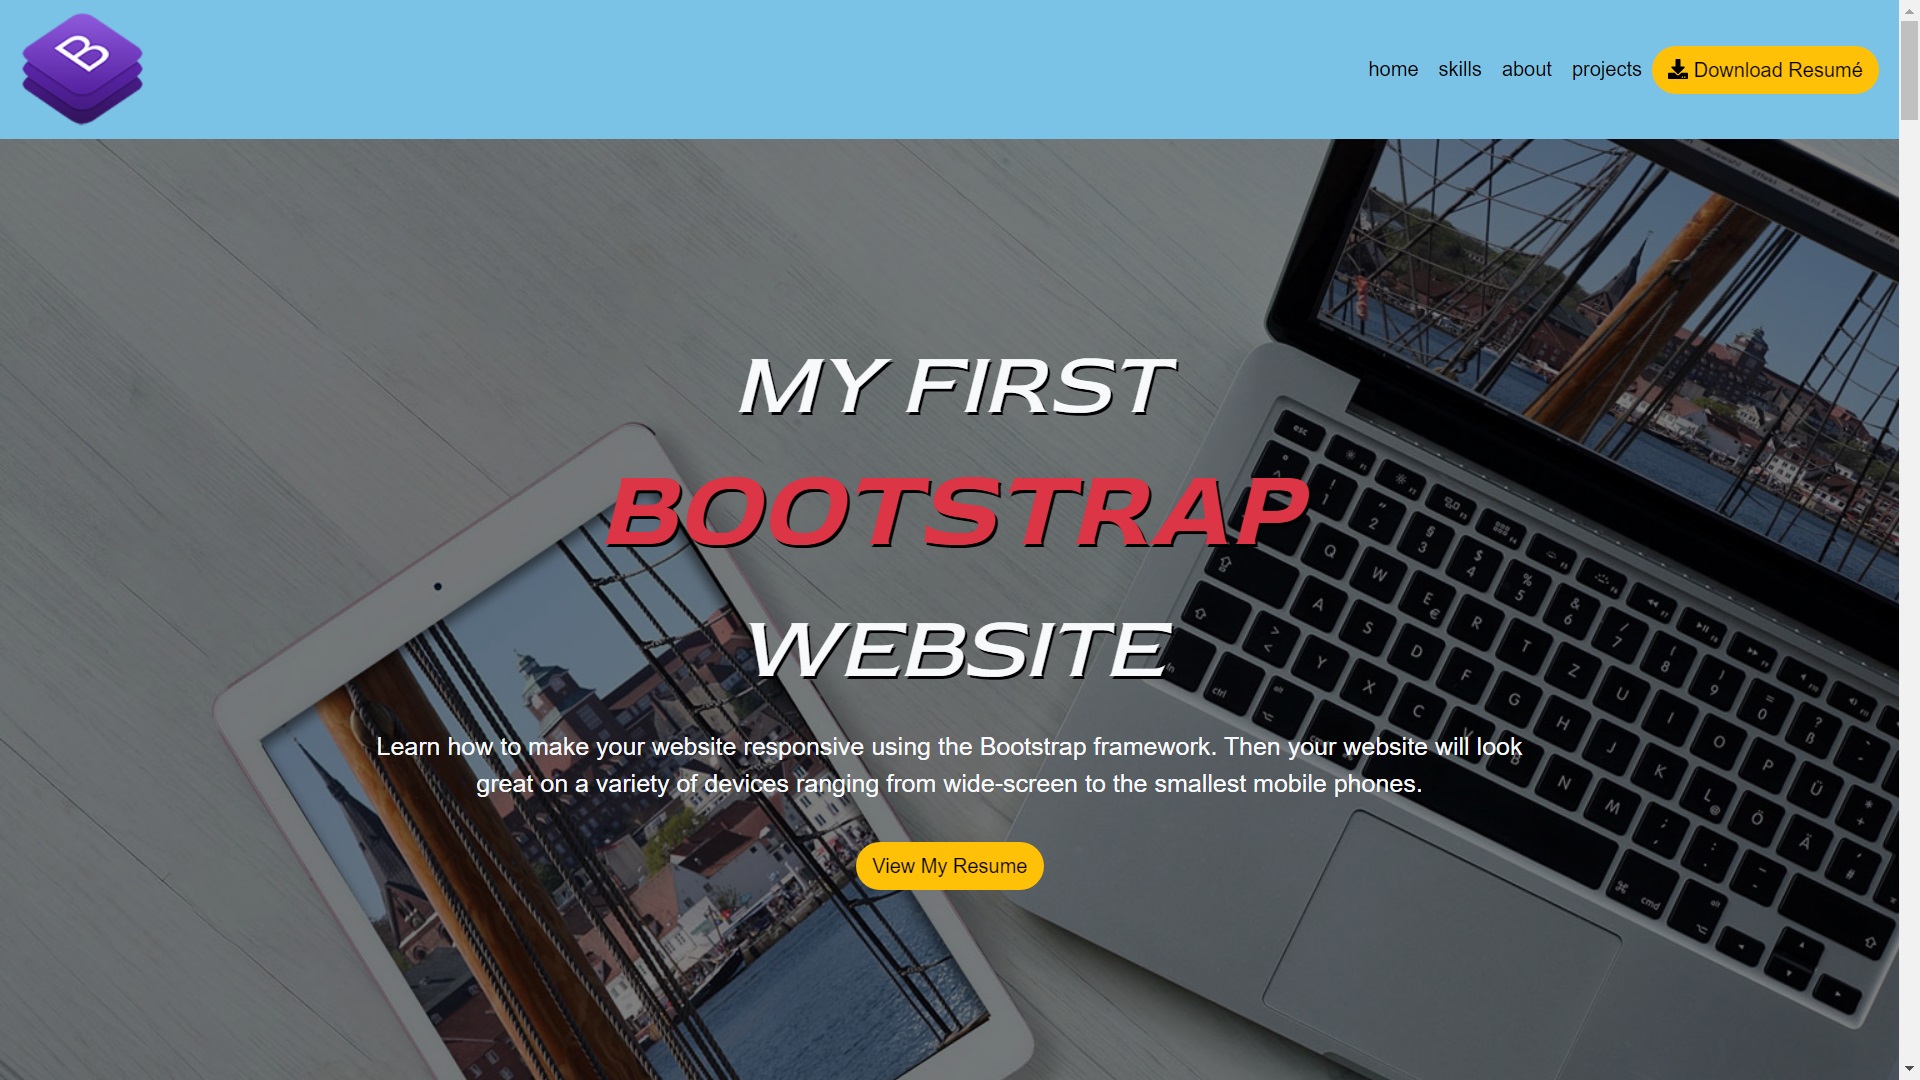 B
home skills about projects Download Resumé
MY FIRST
BOOTSTRAP
WEBSITE
Learn how to make your website responsive using the Bootstrap framework. Then your website will look
great on a variety of devices ranging from wide-screen to the smallest mobile phones.
View My Resume